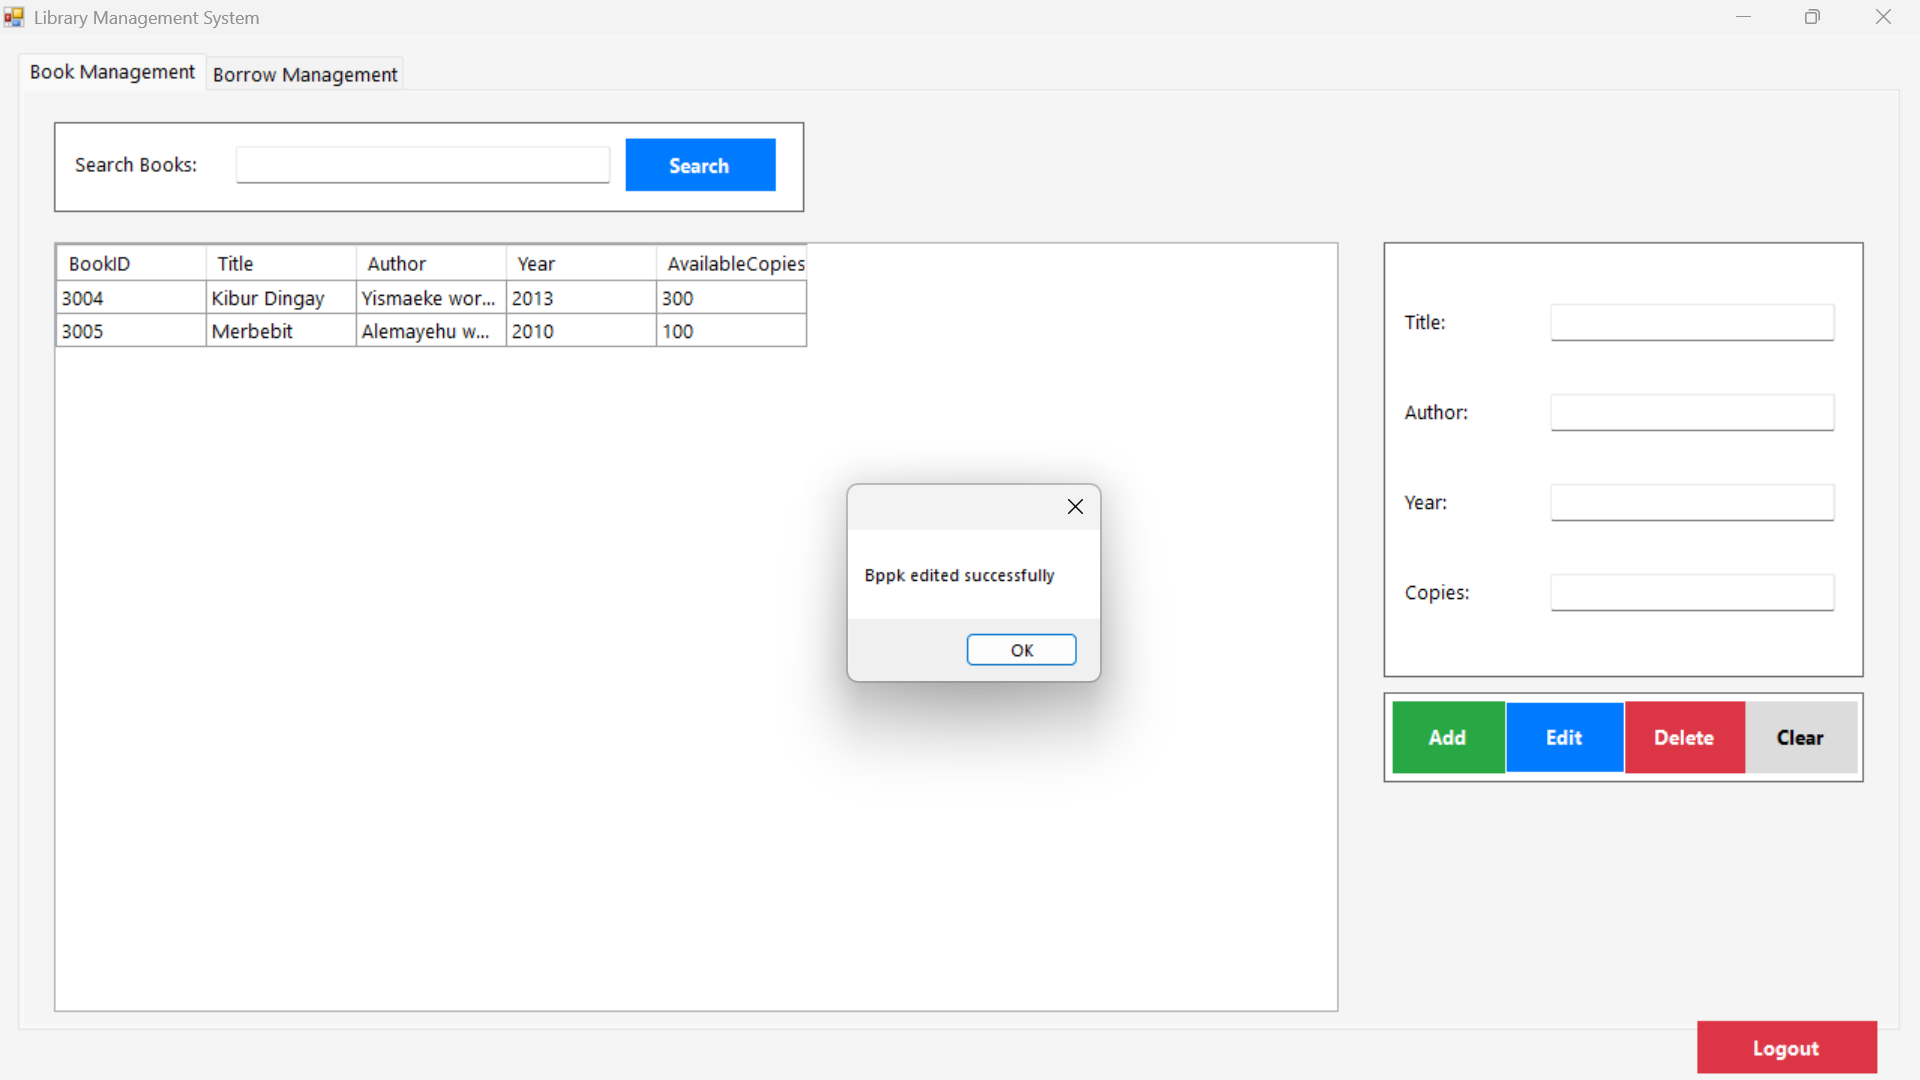 Library Management System
Book Management Borrow Management
Search Books: Search
BookID Title Author Year AvailableCopies
3004 Kibur Dingay Yismaeke wor... 2013 300
3005 Merbebit Alemayehu w... 2010 100
Title:
Author:
Year:
Copies:
Bppk edited successfully
OK
Add Edit Delete Clear
Logout